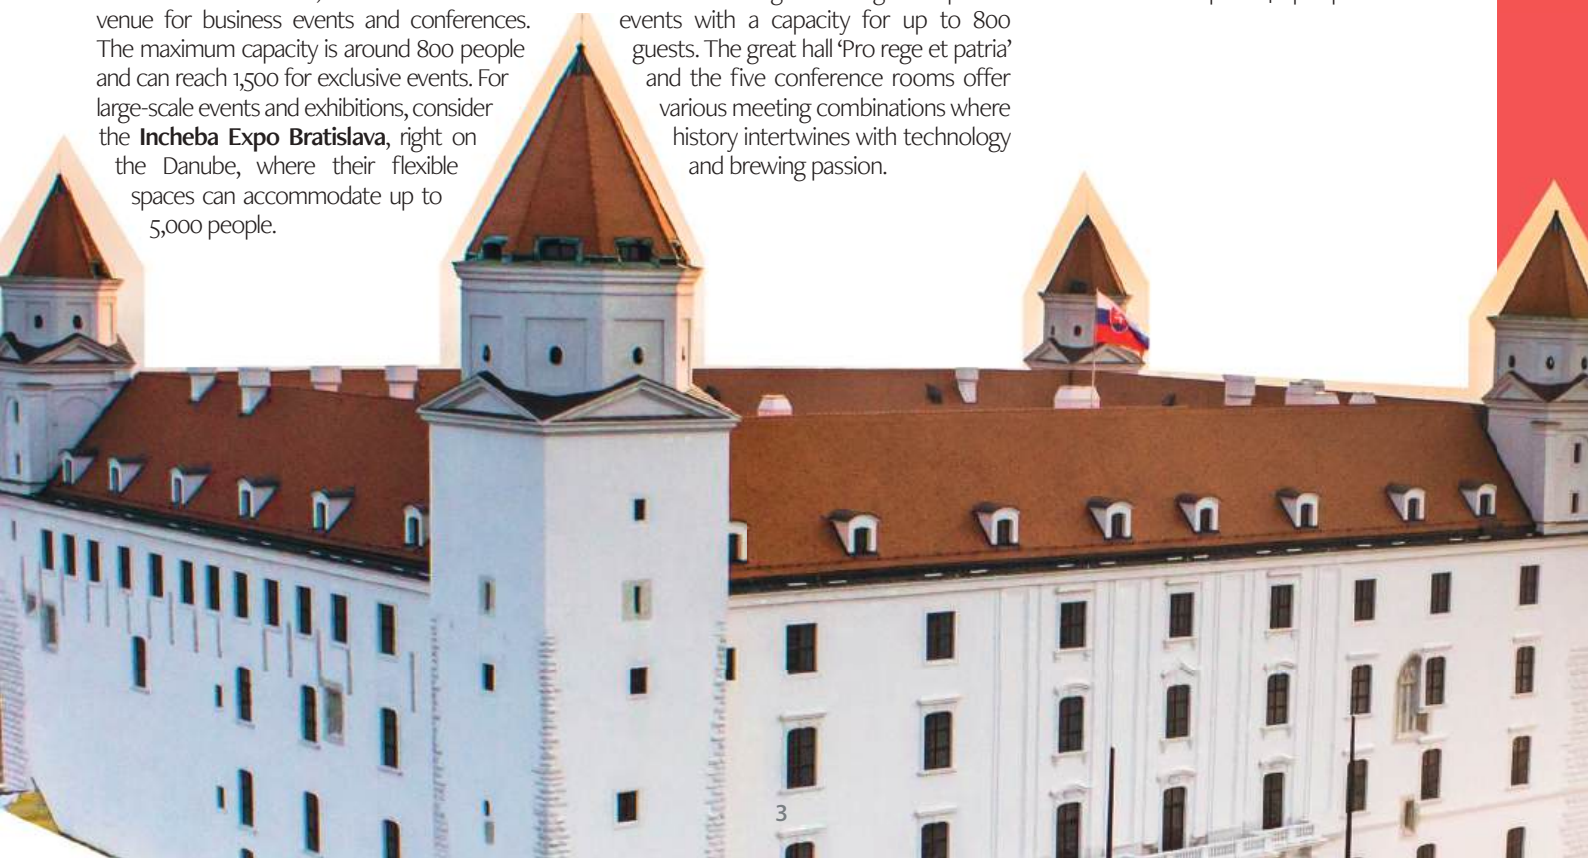 venue for business events and conferences.
The maximum capacity is around 800 people
and can reach 1,500 for exclusive events. For
large-scale events and exhibitions, consider
the Incheba Expo Bratislava, right on
the Danube, where their flexible
spaces can accommodate up to
5,000 people.
events with a capacity for up to 800
guests. The great hall ‘Pro rege et patria’
and the five conference rooms offer
various meeting combinations where
history intertwines with technology
and brewing passion.
3